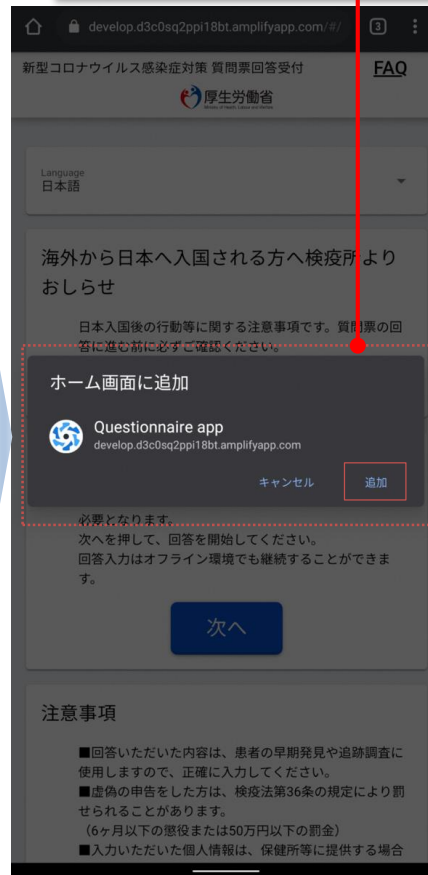 develop.d3c0sq2ppi18bt.amplifyapp.com/#/
3
新型コロナウイルス感染症対策 質問票回答受付
FAQ
厚生労働省
Ministry of Health, Labour and Welfare
Language
日本語
海外から日本へ入国される方へ検疫所より
おしらせ
日本入国後の行動等に関する注意事項です。質問票の回
答に進む前に必ずご確認ください。
ホーム画面に追加
Questionnaire app
develop.d3c0sq2ppi18bt.amplifyapp.com
キャンセル
追加
必要となります。
次へを押して、回答を開始してください。
回答入力はオフライン環境でも継続することができま
す。
次へ
注意事項
■回答いただいた内容は、患者の早期発見や追跡調査に
使用しますので、正確に入力してください。
■虚偽の申告をした方は、検疫法第36条の規定により罰
せられることがあります。
（6ヶ月以下の懲役または50万円以下の罰金）
■入力いただいた個人情報は、保健所等に提供する場合